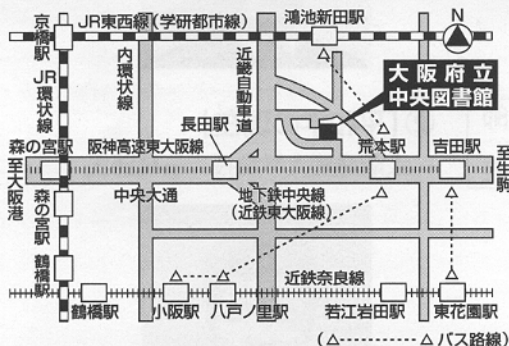 京橋駅
JR東西線(学研都市線)
鴻池新田駅
N
JR環状線
内環状線
近畿自動車道
大阪府立
中央図書館
森の宮駅
阪神高速東大阪線
長田駅
荒本駅
吉田駅
至大阪港
至生駒
中央大通
地下鉄中央線
(近鉄東大阪線)
森の宮駅
鶴橋駅
近鉄奈良線
鶴橋駅
小阪駅
八戸ノ里駅
若江岩田駅
東花園駅
(△-----△バス路線)